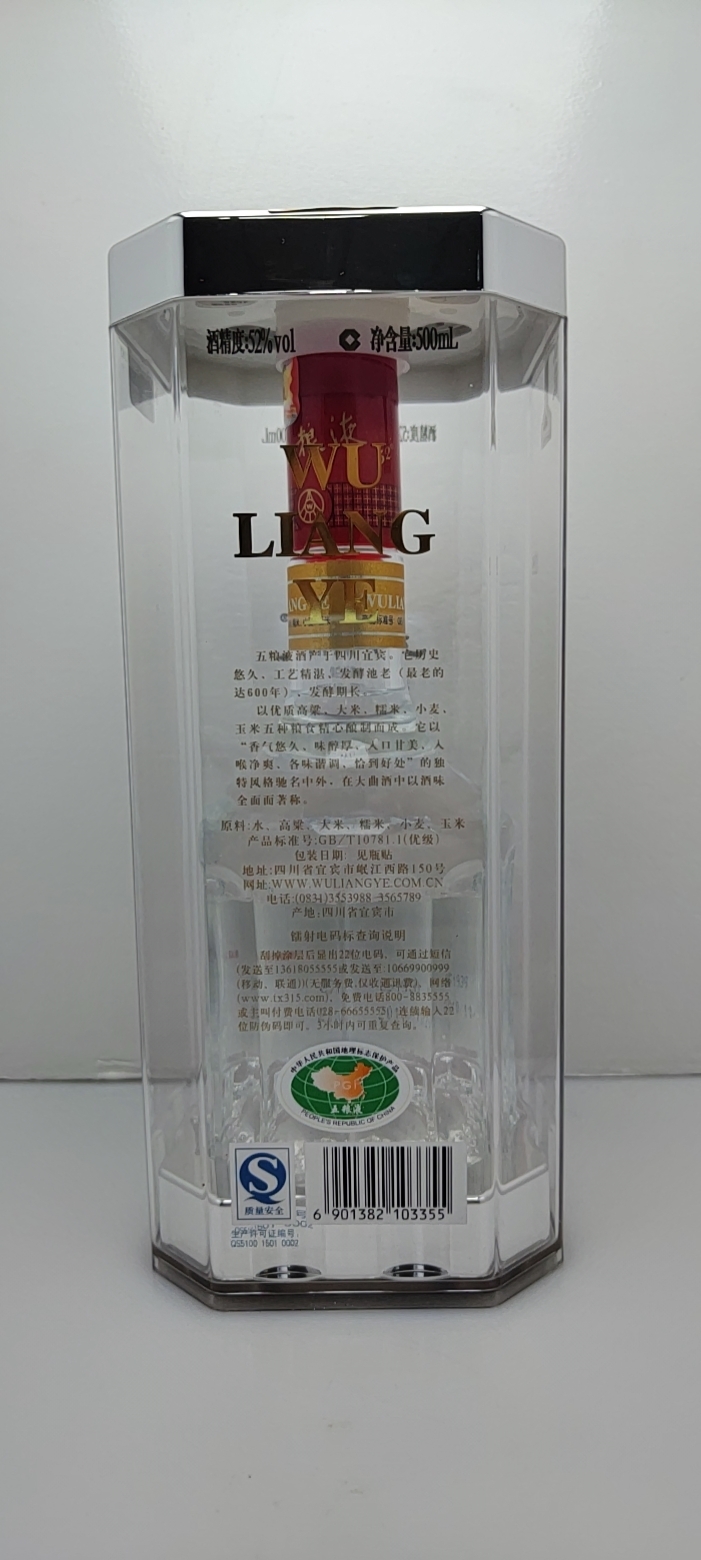 酒精度:52%vol 净含量:500mL
WU
LIANG
YE
五粮液酒产于四川宜宾。它历史
悠久、工艺精湛、发酵池老（最老的
达600年）、发酵期长。
以优质高粱、大米、糯米、小麦、
玉米五种粮食精心酿制而成。它以
“香气悠久、味醇厚、入口甘美、入
喉净爽、各味谐调、恰到好处”的独
特风格驰名中外，在大曲酒中以酒味
全面而著称。
原料:水、高粱、大米、糯米、小麦、玉米
产品标准号:GB/T10781.1(优级)
包装日期: 见瓶贴
地址:四川省宜宾市岷江西路150号
网址:WWW.WULIANGYE.COM.CN
电话:(0831)3553988 3565789
产地:四川省宜宾市
镭射电码标查询说明
刮掉涂层后显出22位电码，可通过短信
(发送至13618055555或发送至10669900999
(移动、联通)(无服务费,仅收通讯费)，网络
(www.tx315.com)，免费电话800-8835555
或主叫付费电话028-66655555连续输入22
位防伪码即可，3小时内可重复查询。
中华人民共和国地理标志保护产品
PGI
五粮液
PEOPLE'S REPUBLIC OF CHINA
质量安全
6 901382 103355
生产许可证编号:
QS5100 1501 0002